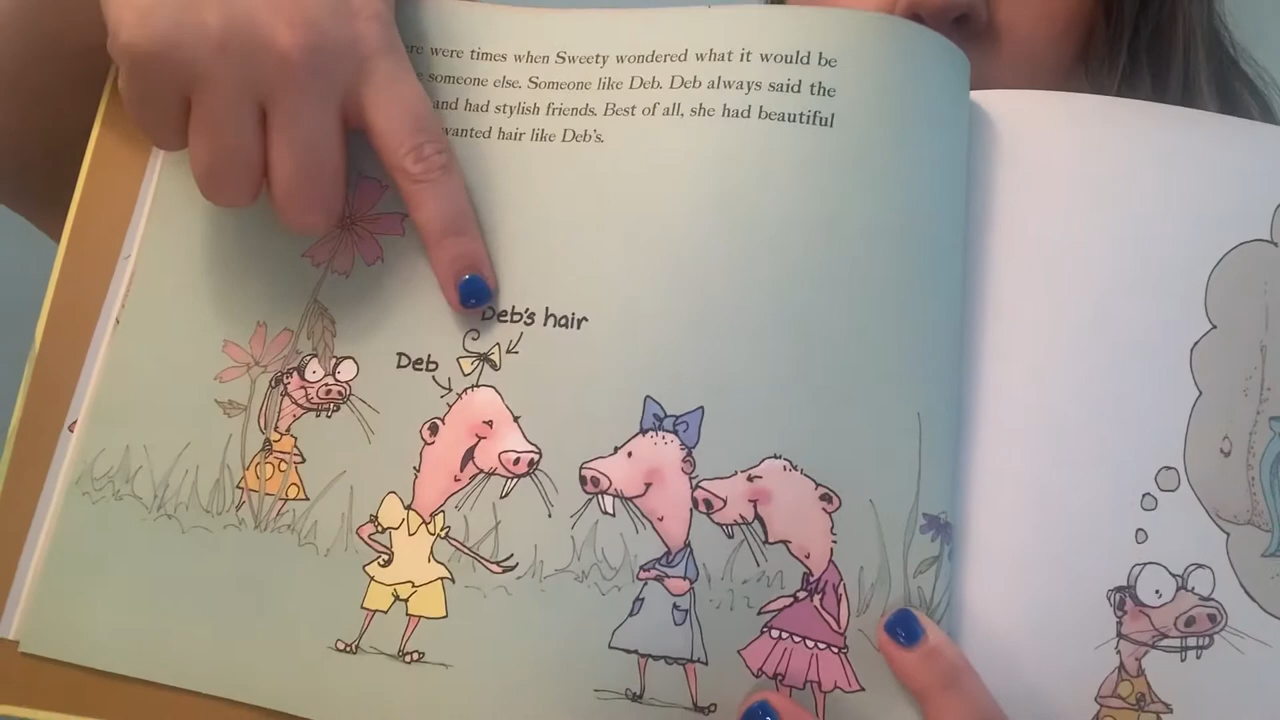 were times when Sweety wondered what it would be
someone else. Someone like Deb. Deb always said the
and had stylish friends. Best of all, she had beautiful
wanted hair like Deb's.
Deb's hair
Deb